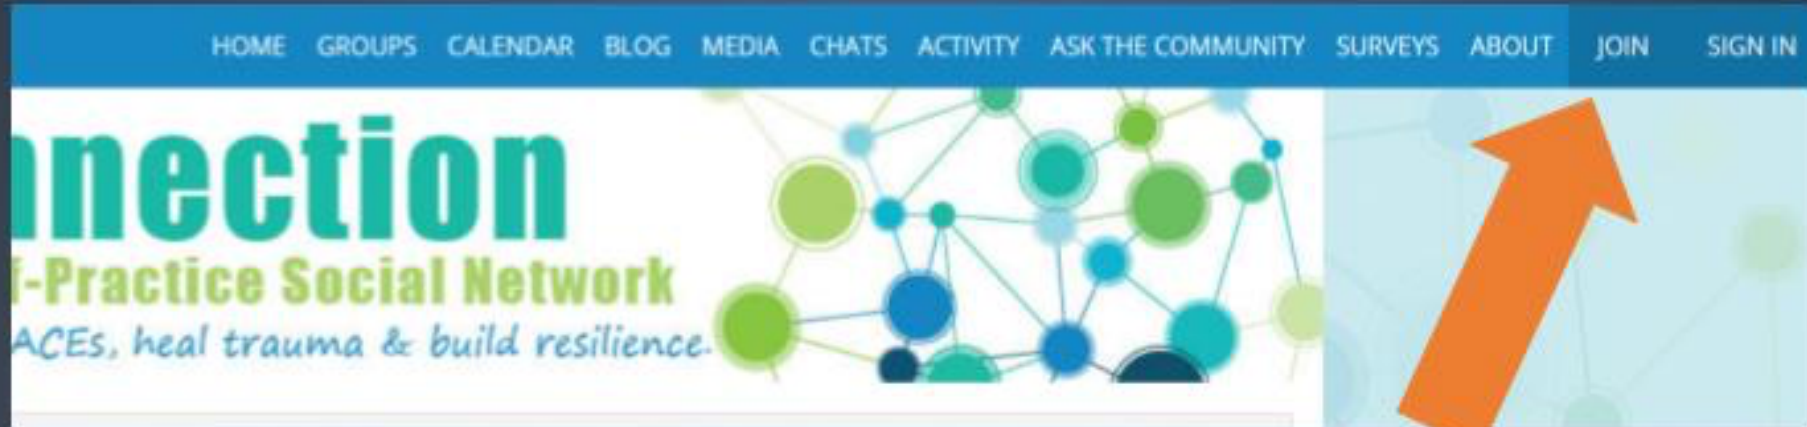 HOME GROUPS CALENDAR BLOG MEDIA CHATS ACTIVITY ASK THE COMMUNITY SURVEYS ABOUT JOIN SIGN IN
nnection
f-Practice Social Network
ACEs, heal trauma & build resilience.